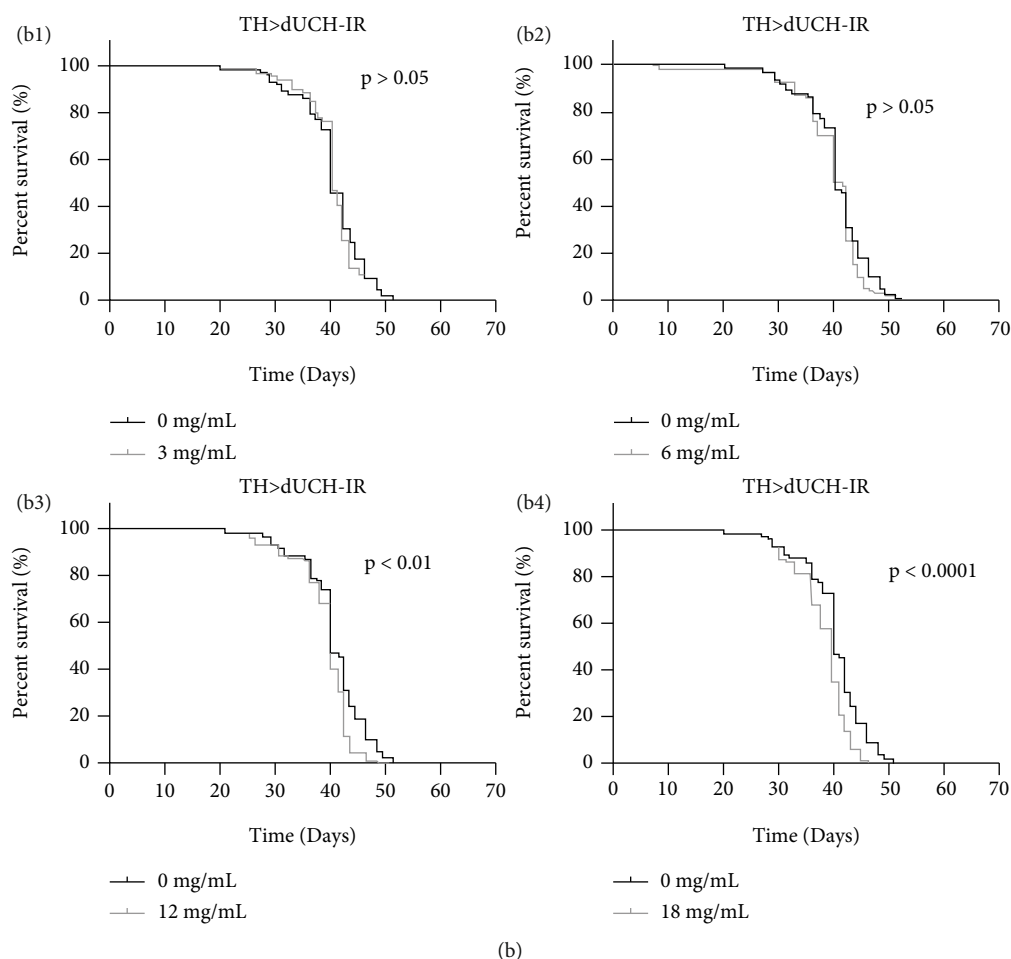 (b1)
TH>dUCH-IR
p > 0.05
Percent survival (%)
100
80
60
40
20
0
0 10 20 30 40 50 60 70
Time (Days)
0 mg/mL
3 mg/mL
(b2)
TH>dUCH-IR
p > 0.05
Percent survival (%)
100
80
60
40
20
0
0 10 20 30 40 50 60 70
Time (Days)
0 mg/mL
6 mg/mL
(b3)
TH>dUCH-IR
p < 0.01
Percent survival (%)
100
80
60
40
20
0
0 10 20 30 40 50 60 70
Time (Days)
0 mg/mL
12 mg/mL
(b4)
TH>dUCH-IR
p < 0.0001
Percent survival (%)
100
80
60
40
20
0
0 10 20 30 40 50 60 70
Time (Days)
0 mg/mL
18 mg/mL
(b)